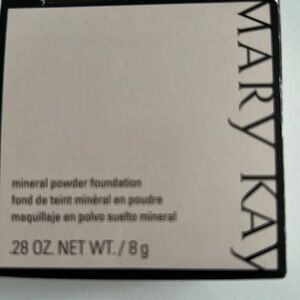 MARY KAY
mineral powder foundation
fond de teint minéral en poudre
maquillaje en polvo suelto mineral
.28 OZ. NET WT. / 8 g